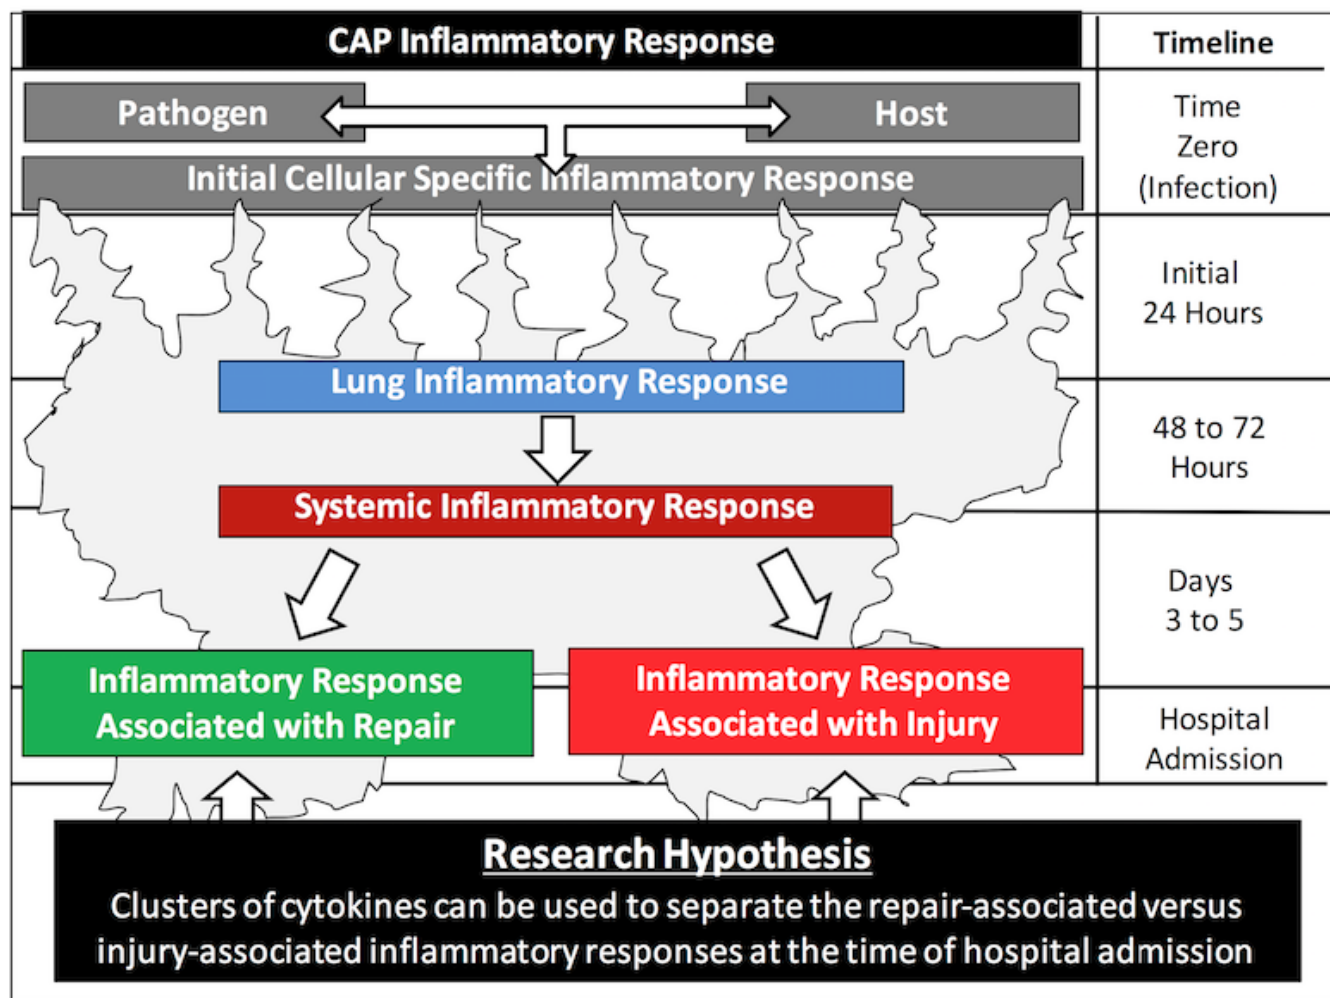 CAP Inflammatory Response
Timeline
Pathogen
Host
Time
Zero
(Infection)
Initial Cellular Specific Inflammatory Response
Initial
24 Hours
Lung Inflammatory Response
48 to 72
Hours
Systemic Inflammatory Response
Days
3 to 5
Inflammatory Response
Associated with Repair
Inflammatory Response
Associated with Injury
Hospital
Admission
Research Hypothesis
Clusters of cytokines can be used to separate the repair-associated versus
injury-associated inflammatory responses at the time of hospital admission